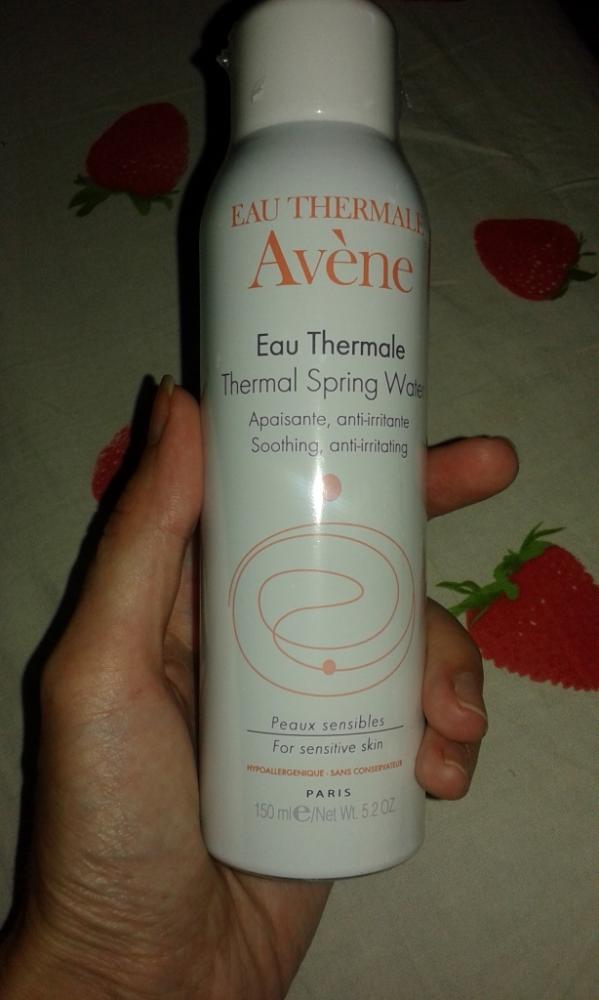 EAU THERMALE
Avène
Eau Thermale
Thermal Spring Water
Apaisante, anti-irritante
Soothing, anti-irritating
Peaux sensibles
For sensitive skin
HYPOALLERGENIQUE - SANS CONSERVATEUR
PARIS
150 ml e/Net Wt. 5.2 OZ.